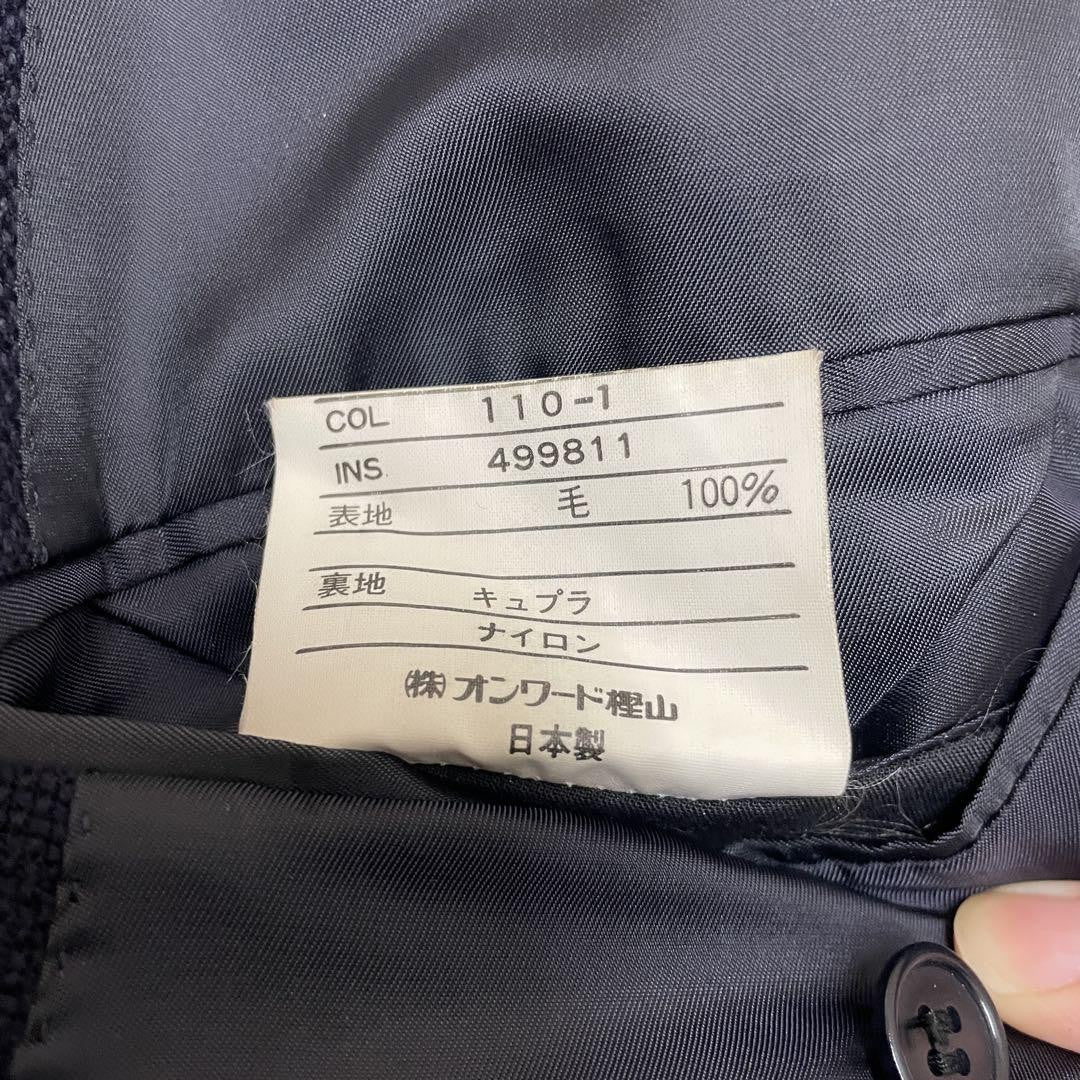 COL 110-1
INS. 499811
表地 毛 100%
裏地 キュプラ
ナイロン
㈱オンワード樫山
日本製